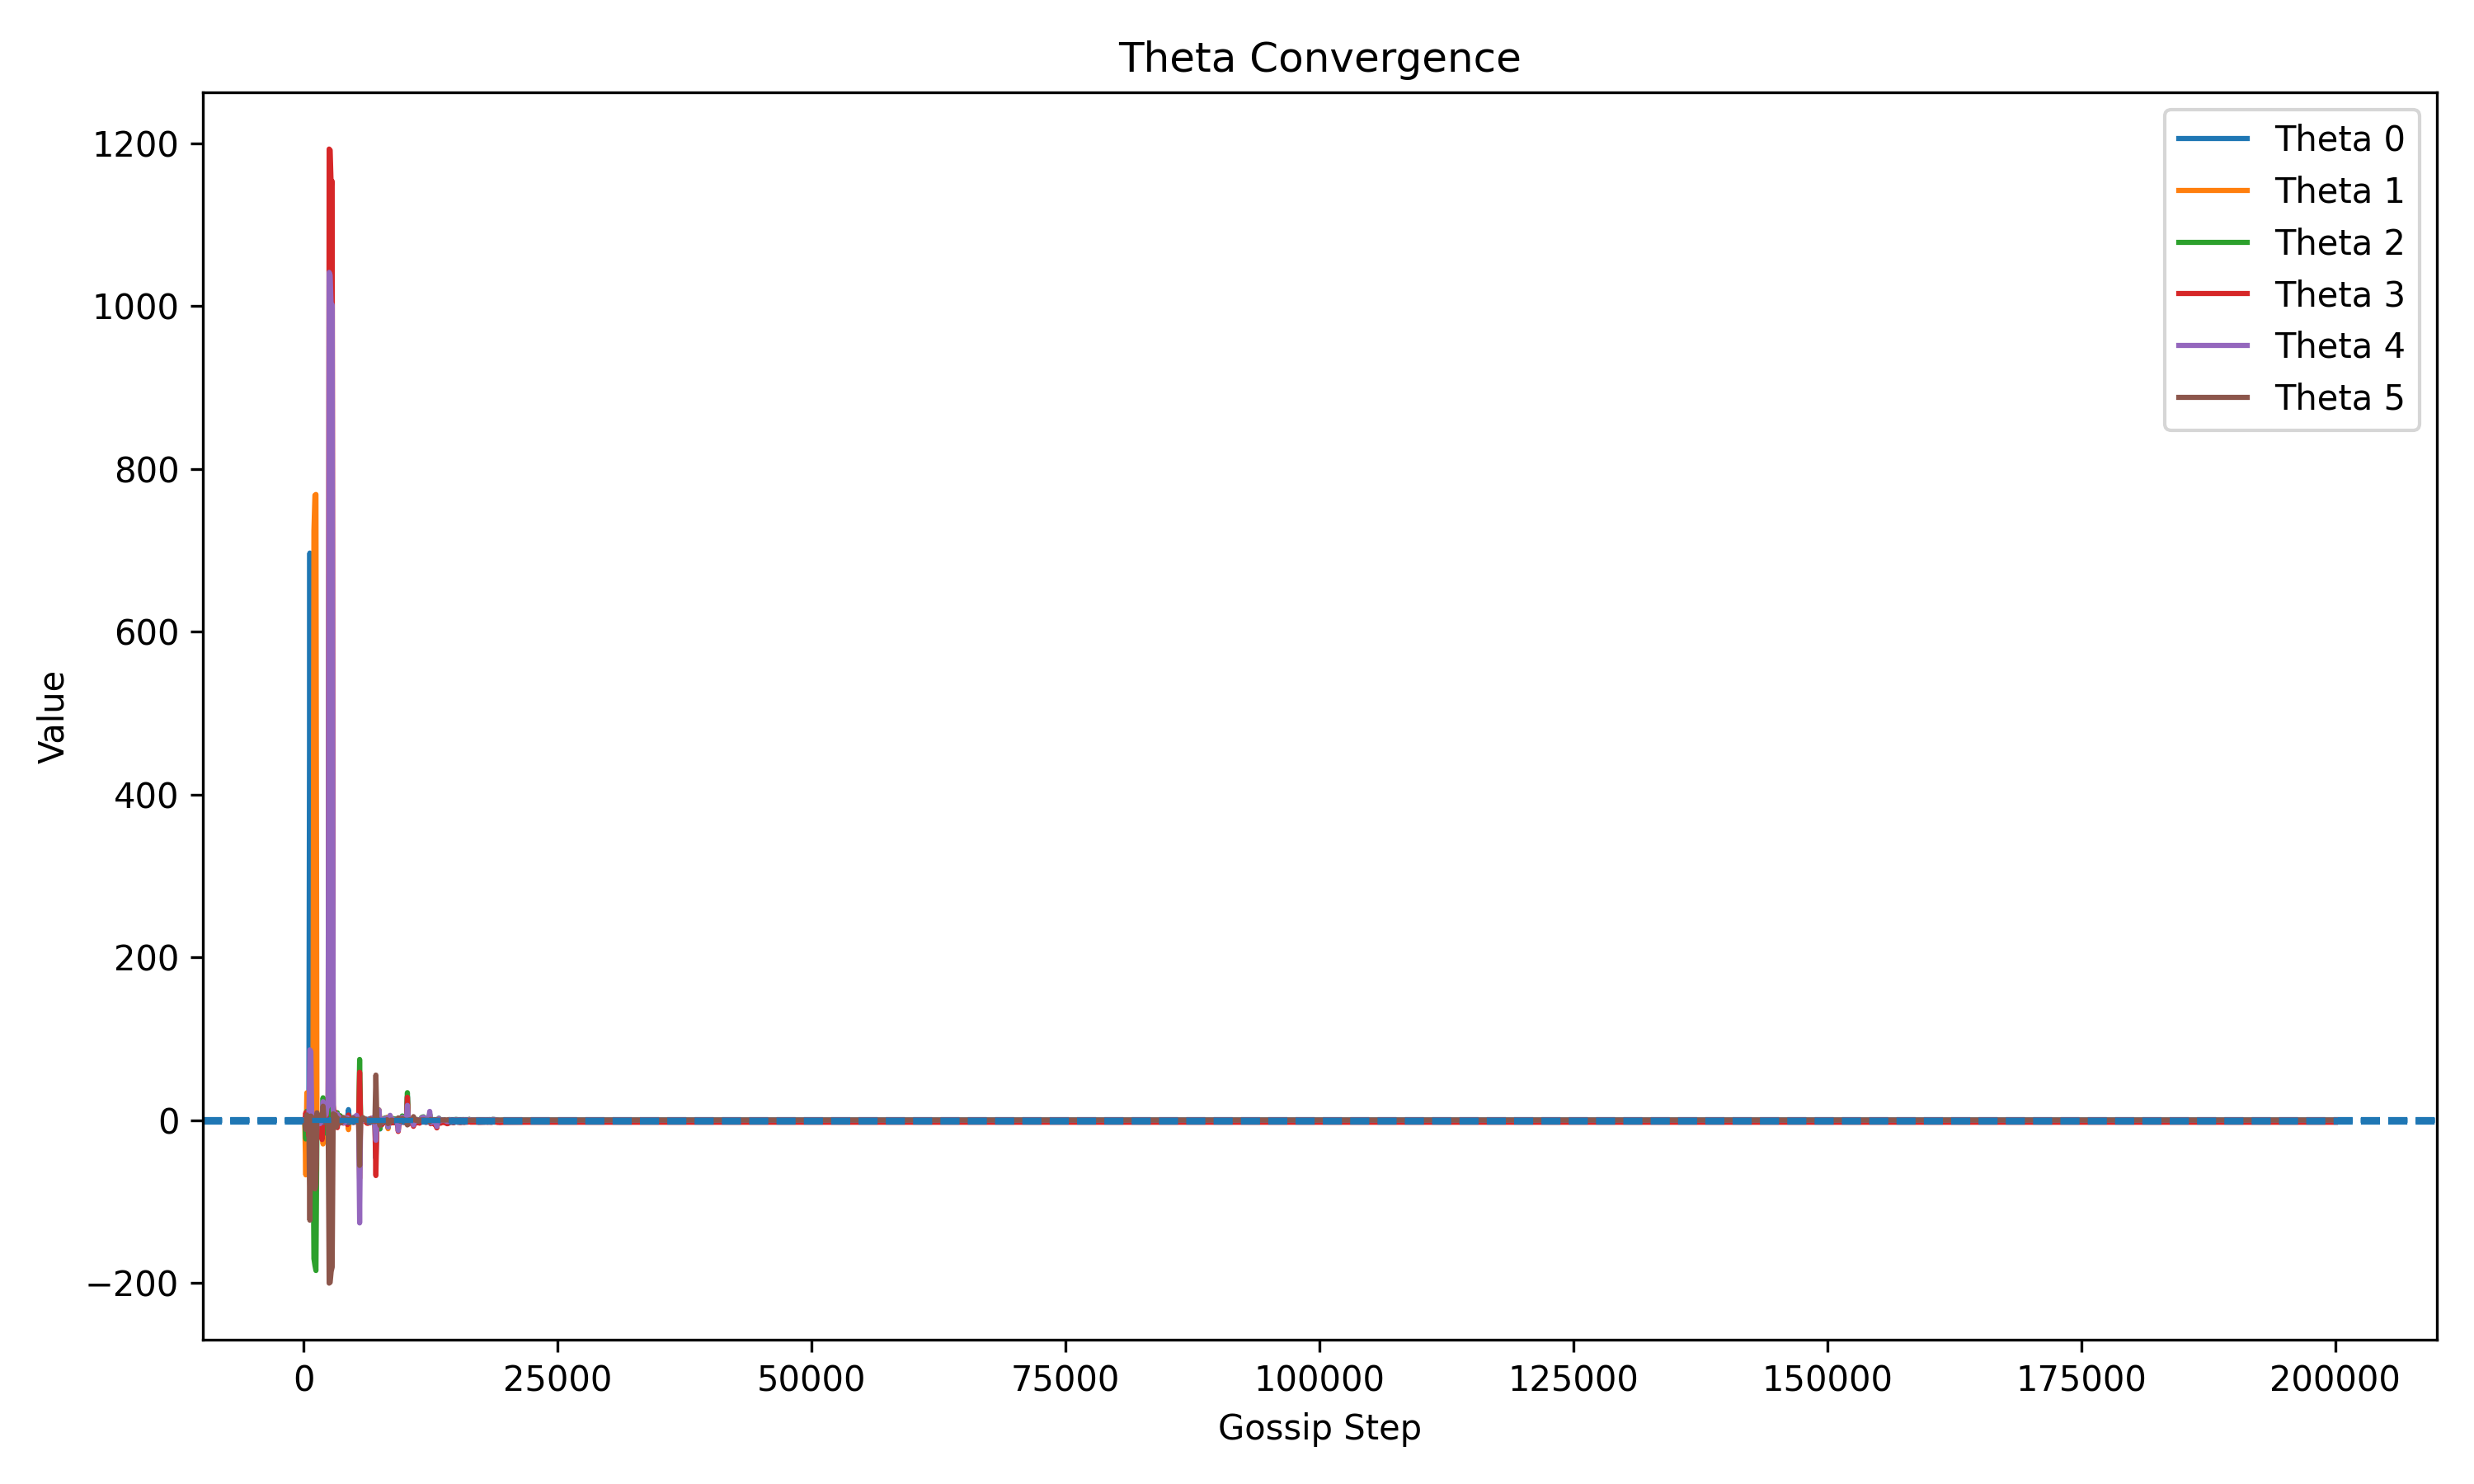 Theta Convergence
1200
1000
800
600
400
200
0
−200
Value
0 25000 50000 75000 100000 125000 150000 175000 200000
Gossip Step
Theta 0
Theta 1
Theta 2
Theta 3
Theta 4
Theta 5